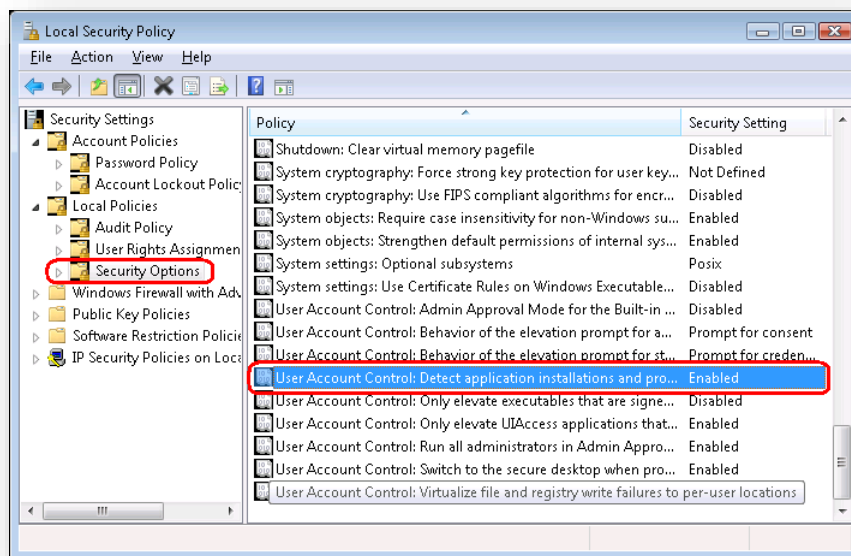 Local Security Policy
File Action View Help
Security Settings
Account Policies
Password Policy
Account Lockout Polic
Local Policies
Audit Policy
User Rights Assignmen
Security Options
Windows Firewall with Adv
Public Key Policies
Software Restriction Policie
IP Security Policies on Loca
Policy Security Setting
Shutdown: Clear virtual memory pagefile Disabled
System cryptography: Force strong key protection for user key... Not Defined
System cryptography: Use FIPS compliant algorithms for encr... Disabled
System objects: Require case insensitivity for non-Windows su... Enabled
System objects: Strengthen default permissions of internal sys... Enabled
System settings: Optional subsystems Posix
System settings: Use Certificate Rules on Windows Executable... Disabled
User Account Control: Admin Approval Mode for the Built-in ... Disabled
User Account Control: Behavior of the elevation prompt for a... Prompt for consent
User Account Control: Behavior of the elevation prompt for st... Prompt for creden...
User Account Control: Detect application installations and pro... Enabled
User Account Control: Only elevate executables that are signe... Disabled
User Account Control: Only elevate UIAccess applications that... Enabled
User Account Control: Run all administrators in Admin Appro... Enabled
User Account Control: Switch to the secure desktop when pro... Enabled
User Account Control: Virtualize file and registry write failures to per-user locations